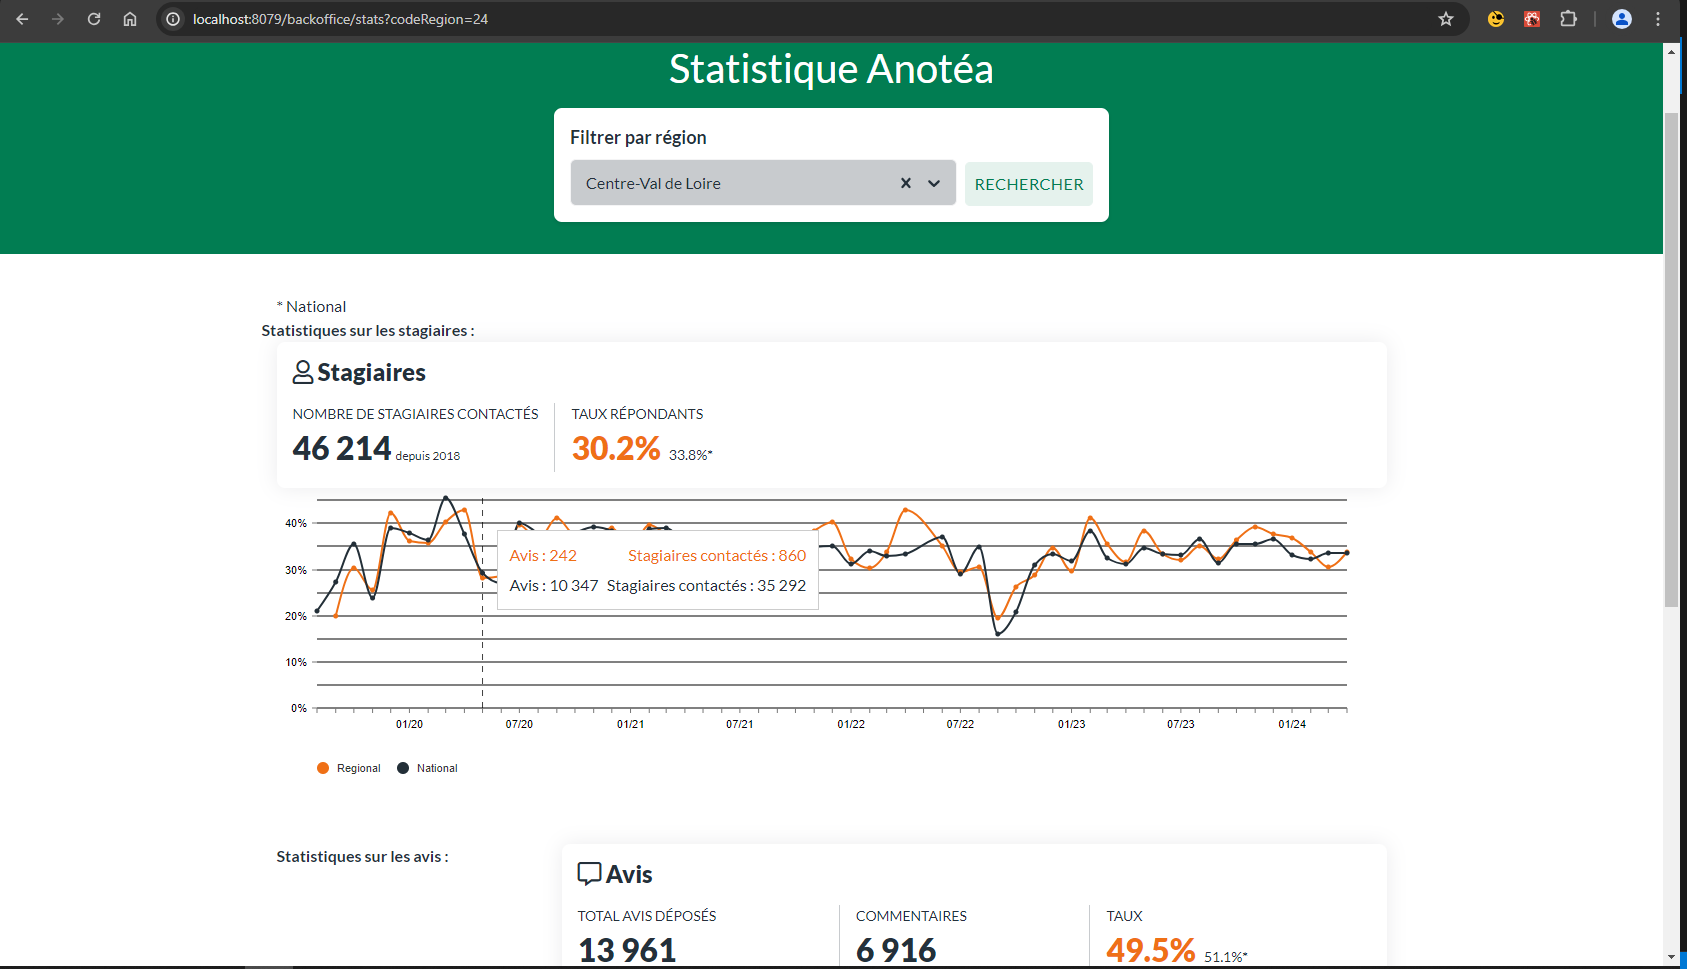 localhost:8079/backoffice/stats?codeRegion=24
Statistique Anotéa
Filtrer par région
Centre-Val de Loire
RECHERCHER
* National
Statistiques sur les stagiaires :
Stagiaires
NOMBRE DE STAGIAIRES CONTACTÉS
46 214 depuis 2018
TAUX RÉPONDANTS
30.2% 33.8%*
40%
30%
20%
10%
0%
Avis : 242 Stagiaires contactés : 860
Avis : 10 347 Stagiaires contactés : 35 292
01/20 07/20 01/21 07/21 01/22 07/22 01/23 07/23 01/24
Regional National
Statistiques sur les avis :
Avis
TOTAL AVIS DÉPOSÉS
13 961
COMMENTAIRES
6 916
TAUX
49.5% 51.1%*